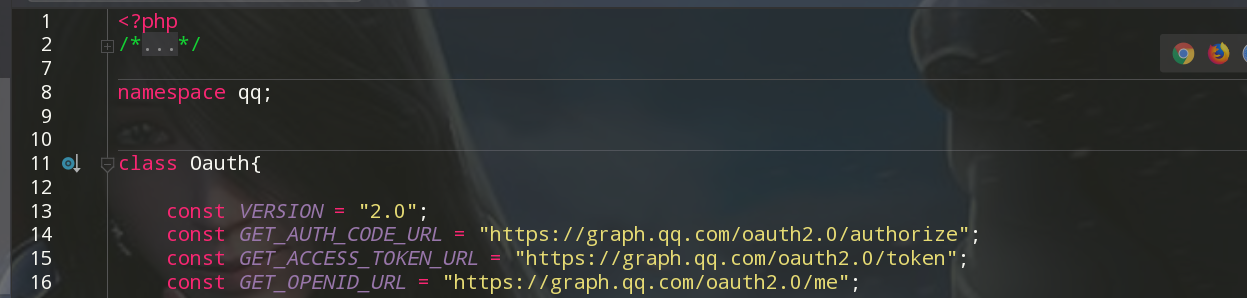 1 <?php
2 /*...*/
7
8 namespace qq;
9
10
11 class Oauth{
12
13 const VERSION = "2.0";
14 const GET_AUTH_CODE_URL = "https://graph.qq.com/oauth2.0/authorize";
15 const GET_ACCESS_TOKEN_URL = "https://graph.qq.com/oauth2.0/token";
16 const GET_OPENID_URL = "https://graph.qq.com/oauth2.0/me";